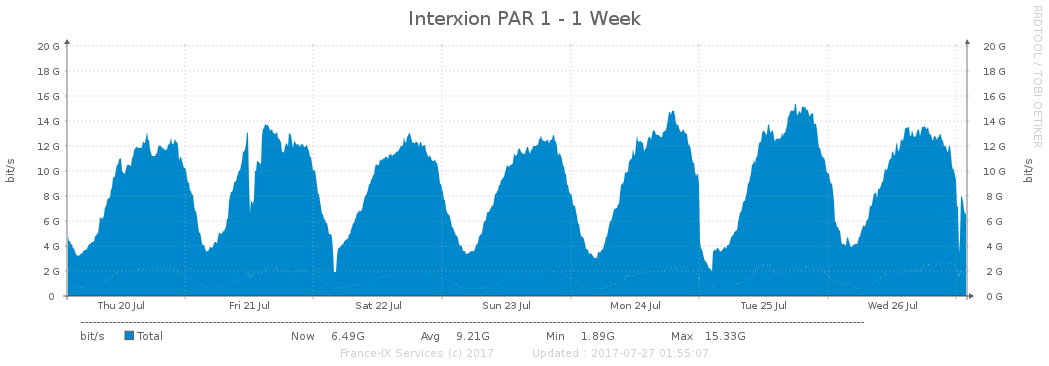 Interxion PAR 1 - 1 Week
RRDTOOL / TOBI OETIKER
20 G 20 G
18 G 18 G
16 G 16 G
14 G 14 G
12 G 12 G
10 G 10 G
8 G 8 G
6 G 6 G
4 G 4 G
2 G 2 G
0 0 G
bit/s bit/s
Thu 20 Jul Fri 21 Jul Sat 22 Jul Sun 23 Jul Mon 24 Jul Tue 25 Jul Wed 26 Jul
bit/s Total Now 6.49G Avg 9.21G Min 1.89G Max 15.33G
France-IX Services (c) 2017 Updated : 2017-07-27 01:55:07